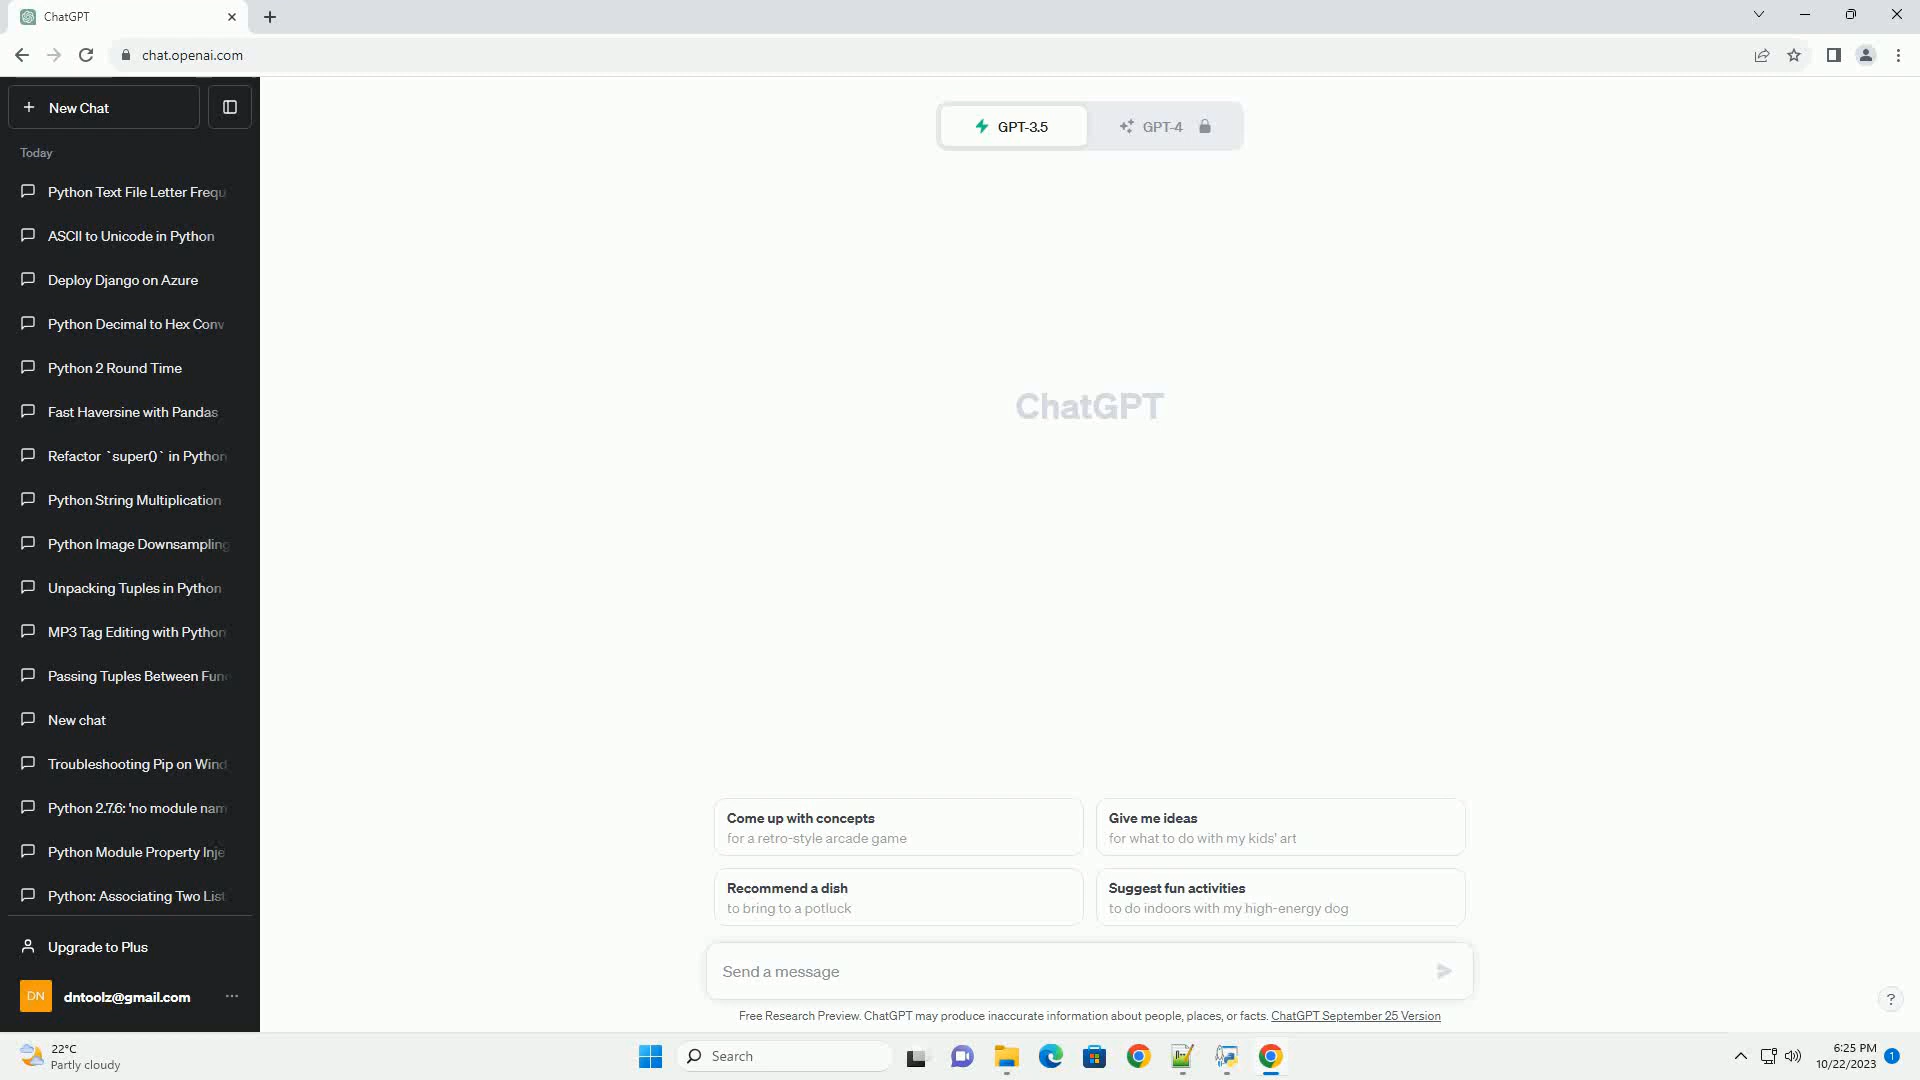 ChatGPT
chat.openai.com
New Chat
Today
Python Text File Letter Frequ
ASCII to Unicode in Python
Deploy Django on Azure
Python Decimal to Hex Conv
Python 2 Round Time
Fast Haversine with Pandas
Refactor `super()` in Python
Python String Multiplication
Python Image Downsampling
Unpacking Tuples in Python
MP3 Tag Editing with Python
Passing Tuples Between Func
New chat
Troubleshooting Pip on Wind
Python 2.7.6: 'no module nam
Python Module Property Inje
Python: Associating Two List
Upgrade to Plus
DN
dntoolz@gmail.com
GPT-3.5
GPT-4
ChatGPT
Come up with concepts
for a retro-style arcade game
Give me ideas
for what to do with my kids' art
Recommend a dish
to bring to a potluck
Suggest fun activities
to do indoors with my high-energy dog
Send a message
Free Research Preview. ChatGPT may produce inaccurate information about people, places, or facts. ChatGPT September 25 Version
?
22°C
Partly cloudy
Search
6:25 PM
10/22/2023
1